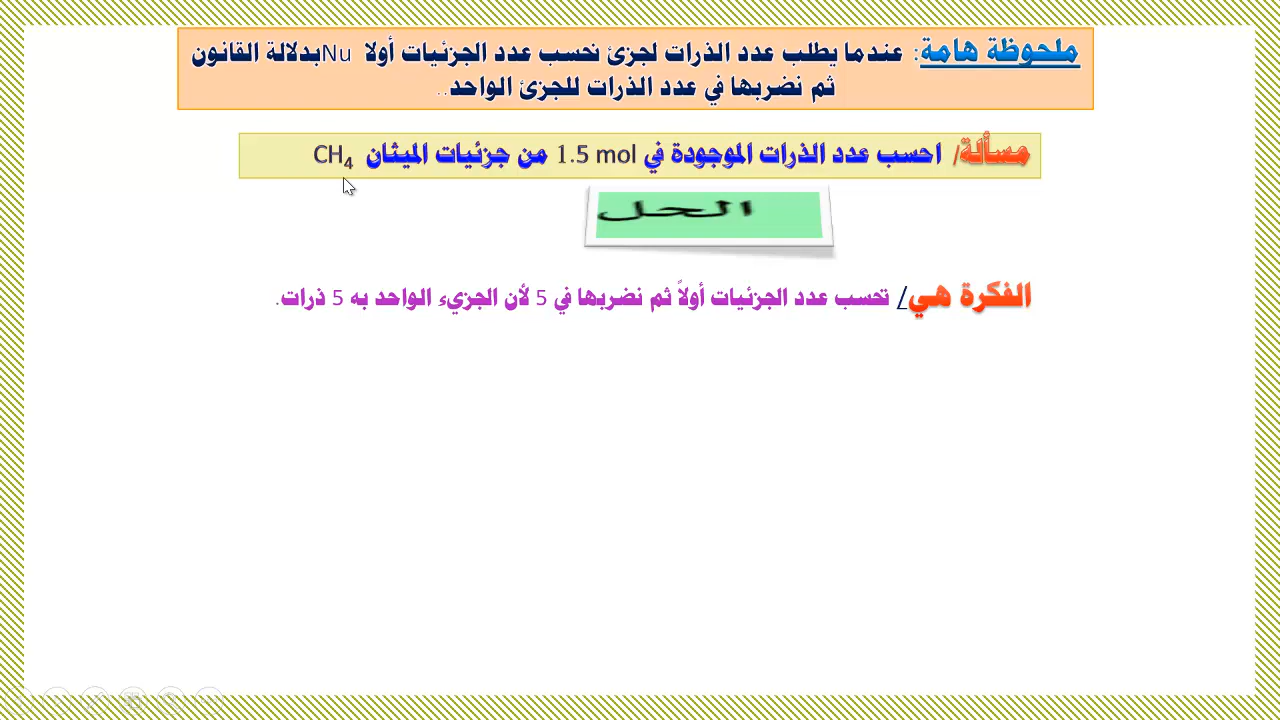 ملحوظة هامة: عندما يطلب عدد الذرات لجزئ نحسب عدد الجزئيات أولا Nu بدلالة القانون
ثم نضربها في عدد الذرات للجزئ الواحد..
مسألة/ احسب عدد الذرات الموجودة في 1.5 mol من جزئيات الميثان CH₄
الحل
الفكرة هي/ نحسب عدد الجزئيات أولاً ثم نضربها في 5 لأن الجزيء الواحد به 5 ذرات.